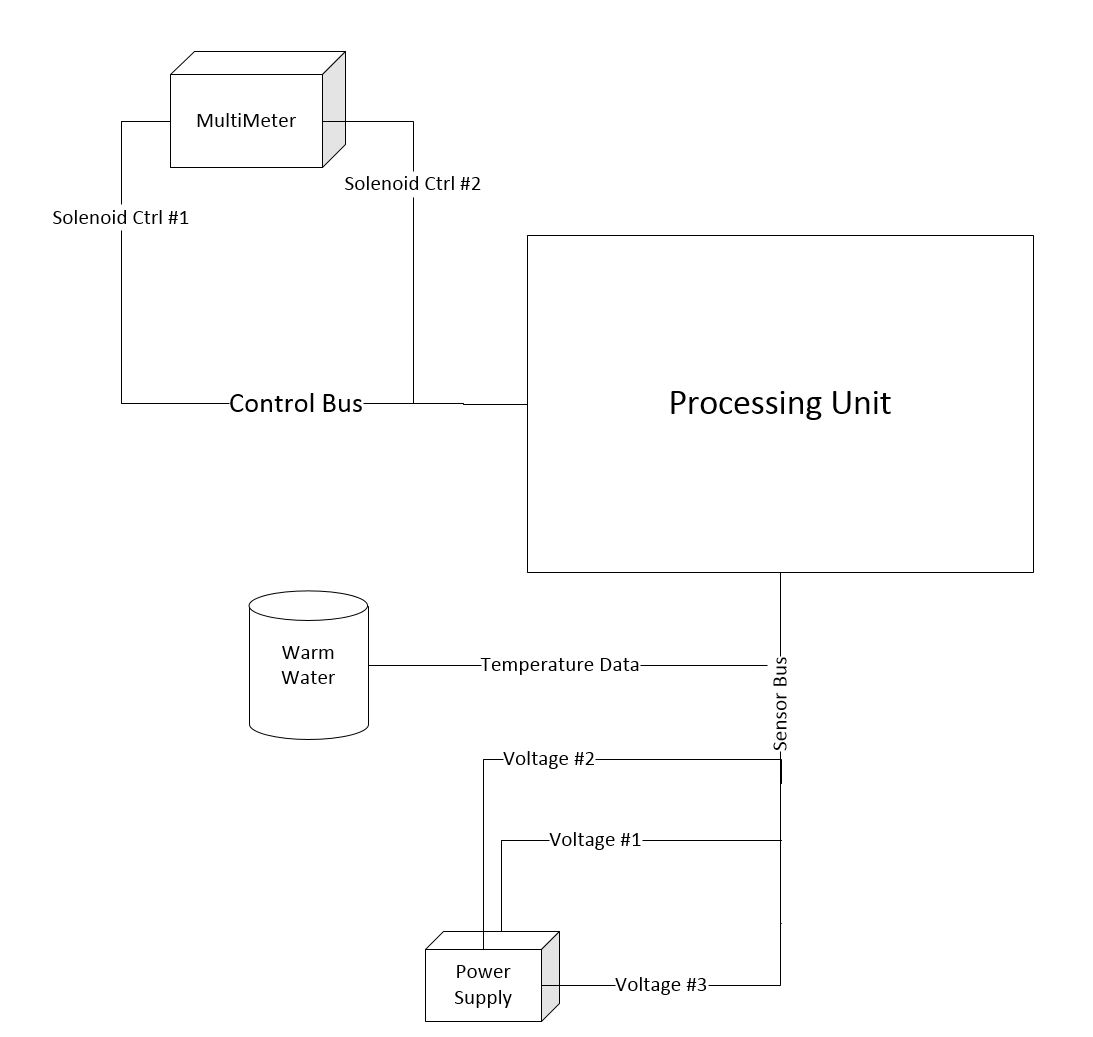 MultiMeter
Solenoid Ctrl #2
Solenoid Ctrl #1
Control Bus
Processing Unit
Warm
Water
Temperature Data
Sensor Bus
Voltage #2
Voltage #1
Power
Supply
Voltage #3